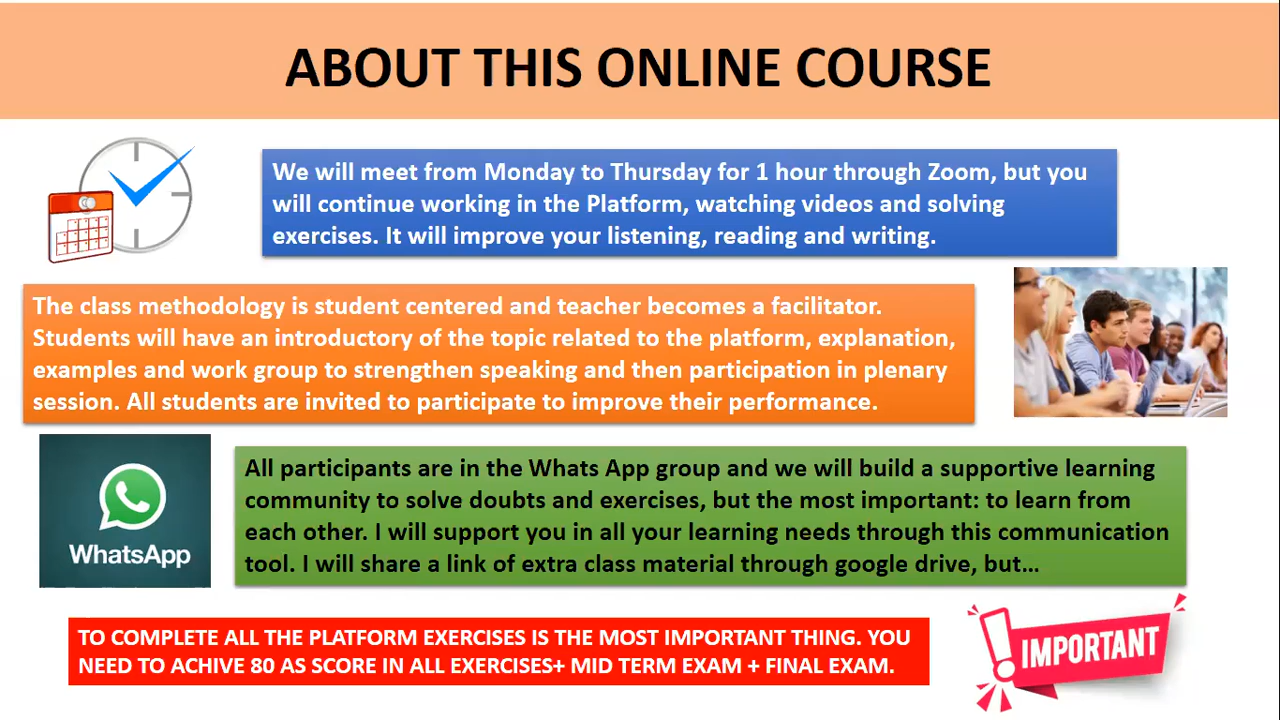 ABOUT THIS ONLINE COURSE
We will meet from Monday to Thursday for 1 hour through Zoom, but you
will continue working in the Platform, watching videos and solving
exercises. It will improve your listening, reading and writing.
The class methodology is student centered and teacher becomes a facilitator.
Students will have an introductory of the topic related to the platform, explanation,
examples and work group to strengthen speaking and then participation in plenary
session. All students are invited to participate to improve their performance.
WhatsApp
All participants are in the Whats App group and we will build a supportive learning
community to solve doubts and exercises, but the most important: to learn from
each other. I will support you in all your learning needs through this communication
tool. I will share a link of extra class material through google drive, but…
TO COMPLETE ALL THE PLATFORM EXERCISES IS THE MOST IMPORTANT THING. YOU
NEED TO ACHIVE 80 AS SCORE IN ALL EXERCISES+ MID TERM EXAM + FINAL EXAM.
IMPORTANT